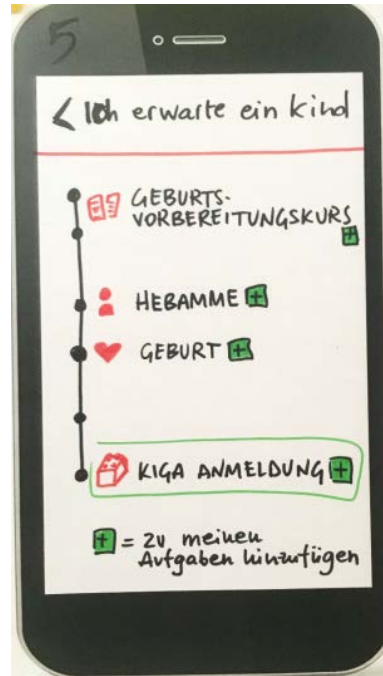 5
< Ich erwarte ein kind
GEBURTS-
VORBEREITUNGSKURS
+
HEBAMME +
GEBURT +
KIGA ANMELDUNG +
+ = zu meinen
Aufgaben hinzufügen